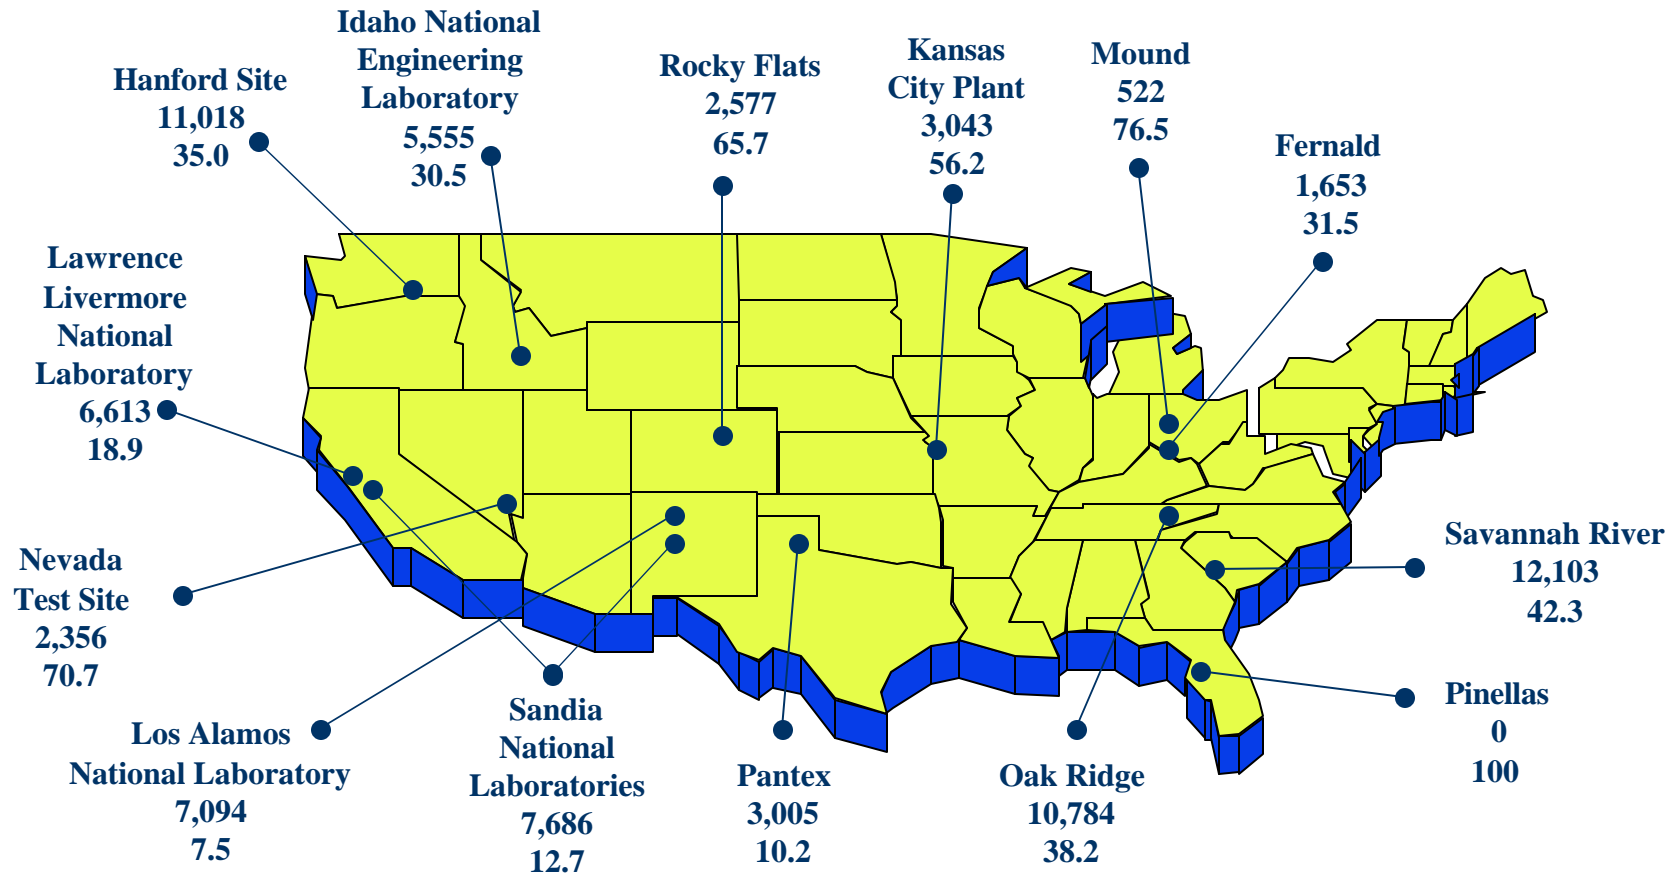 Idaho National
Engineering
Laboratory
5,555
30.5
Hanford Site
11,018
35.0
Rocky Flats
2,577
65.7
Kansas
City Plant
3,043
56.2
Mound
522
76.5
Fernald
1,653
31.5
Lawrence
Livermore
National
Laboratory
6,613
18.9
Nevada
Test Site
2,356
70.7
Savannah River
12,103
42.3
Pinellas
0
100
Los Alamos
National Laboratory
7,094
7.5
Sandia
National
Laboratories
7,686
12.7
Pantex
3,005
10.2
Oak Ridge
10,784
38.2